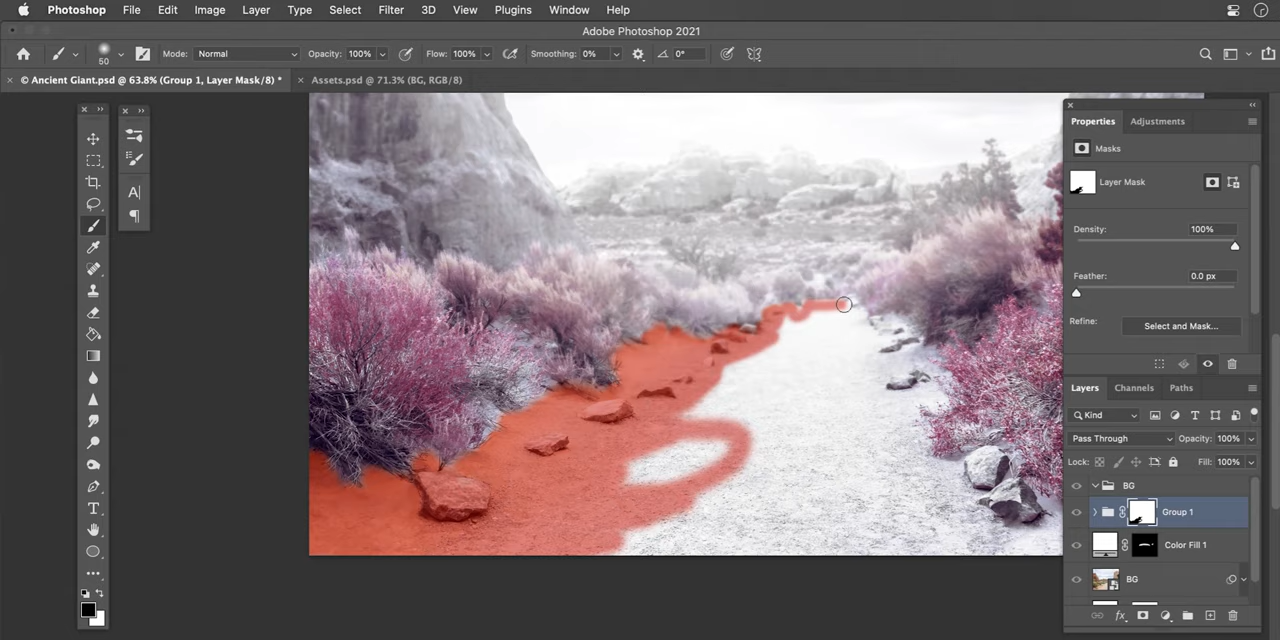 Photoshop File Edit Image Layer Type Select Filter 3D View Plugins Window Help
Adobe Photoshop 2021
50 Mode: Normal Opacity: 100% Flow: 100% Smoothing: 0% 0°
© Ancient Giant.psd @ 63.8% (Group 1, Layer Mask/8) * Assets.psd @ 71.3% (BG, RGB/8)
Properties Adjustments
Masks
Layer Mask
Density: 100%
Feather: 0.0 px
Refine: Select and Mask...
Layers Channels Paths
Kind
Pass Through Opacity: 100%
Lock: Fill: 100%
BG
Group 1
Color Fill 1
BG
fx